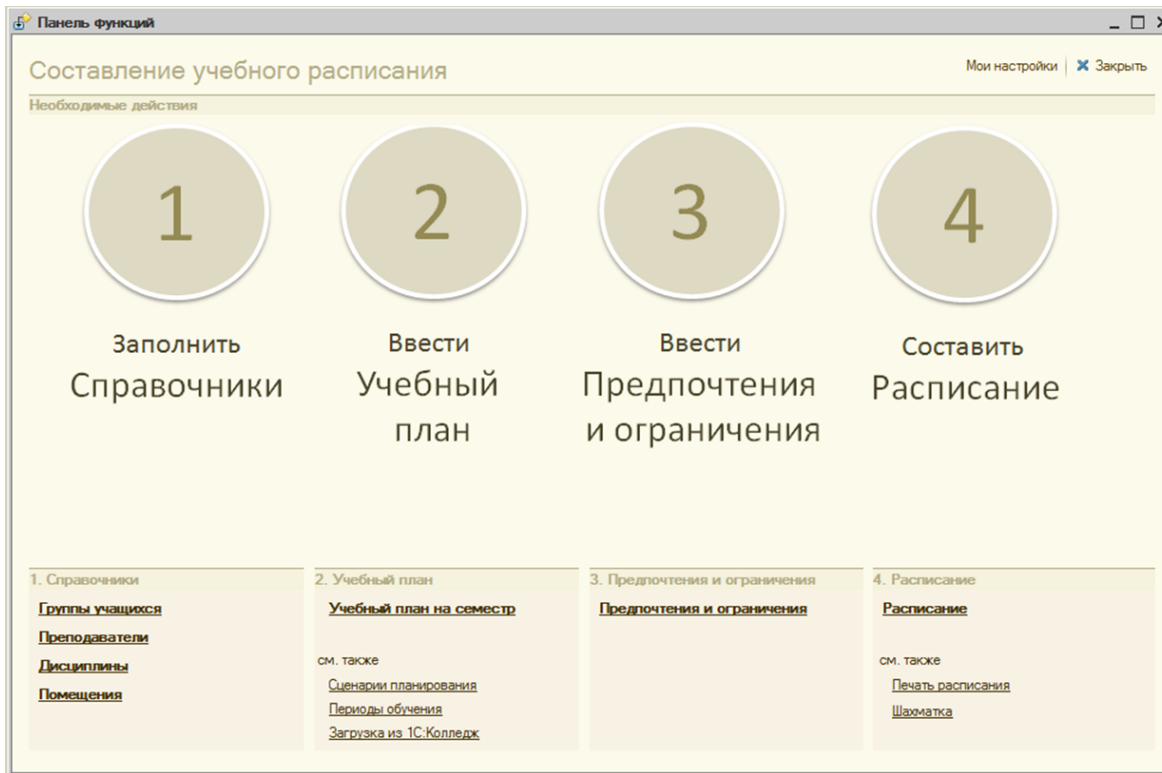 Панель функций
Составление учебного расписания
Мои настройки
Закрыть
Необходимые действия
1
Заполнить
Справочники
2
Ввести
Учебный
план
3
Ввести
Предпочтения
и ограничения
4
Составить
Расписание
1. Справочники
Группы учащихся
Преподаватели
Дисциплины
Помещения
2. Учебный план
Учебный план на семестр
см. также
Сценарии планирования
Периоды обучения
Загрузка из 1С:Колледж
3. Предпочтения и ограничения
Предпочтения и ограничения
4. Расписание
Расписание
см. также
Печать расписания
Шахматка